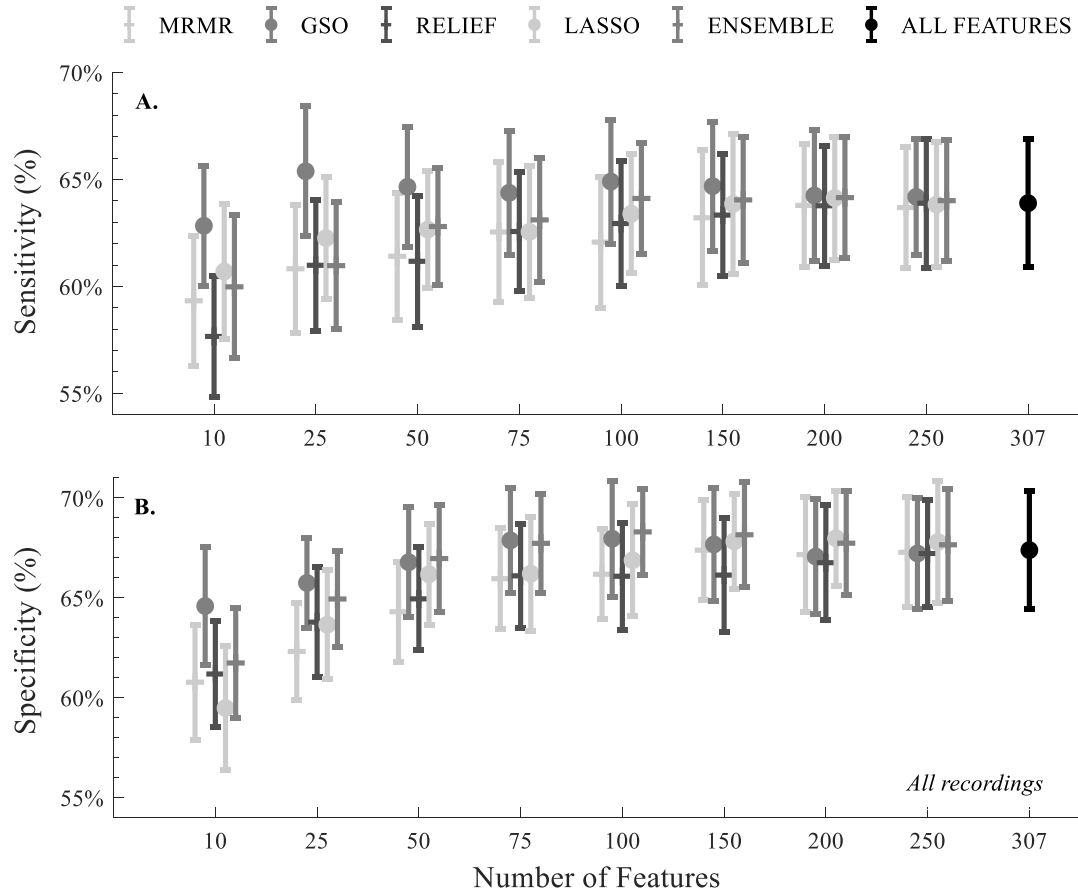 MRMR GSO RELIEF LASSO ENSEMBLE ALL FEATURES
A.
Sensitivity (%)
70%
65%
60%
55%
10 25 50 75 100 150 200 250 307
B.
Specificity (%)
70%
65%
60%
55%
All recordings
10 25 50 75 100 150 200 250 307
Number of Features